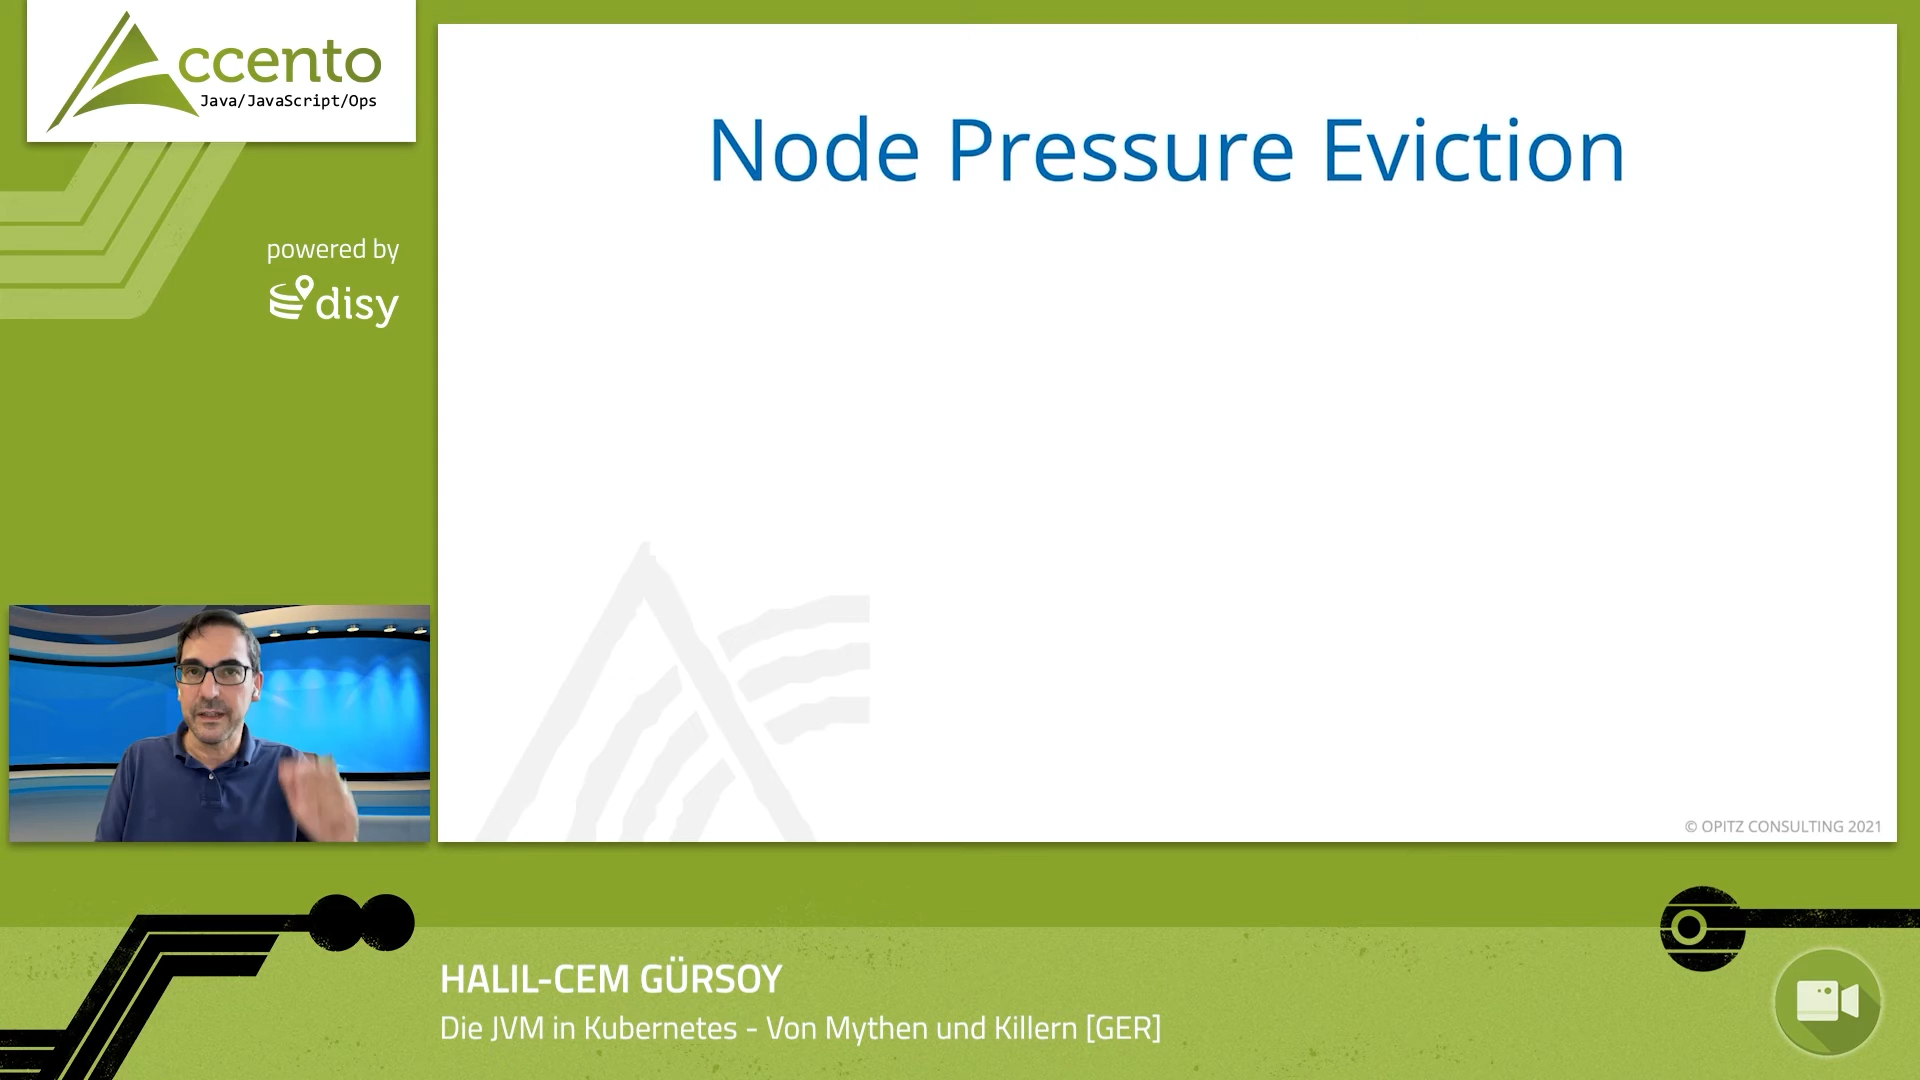 Accento
Java/JavaScript/Ops
powered by
disy
Node Pressure Eviction
© OPITZ CONSULTING 2021
HALIL-CEM GÜRSOY
Die JVM in Kubernetes - Von Mythen und Killern [GER]